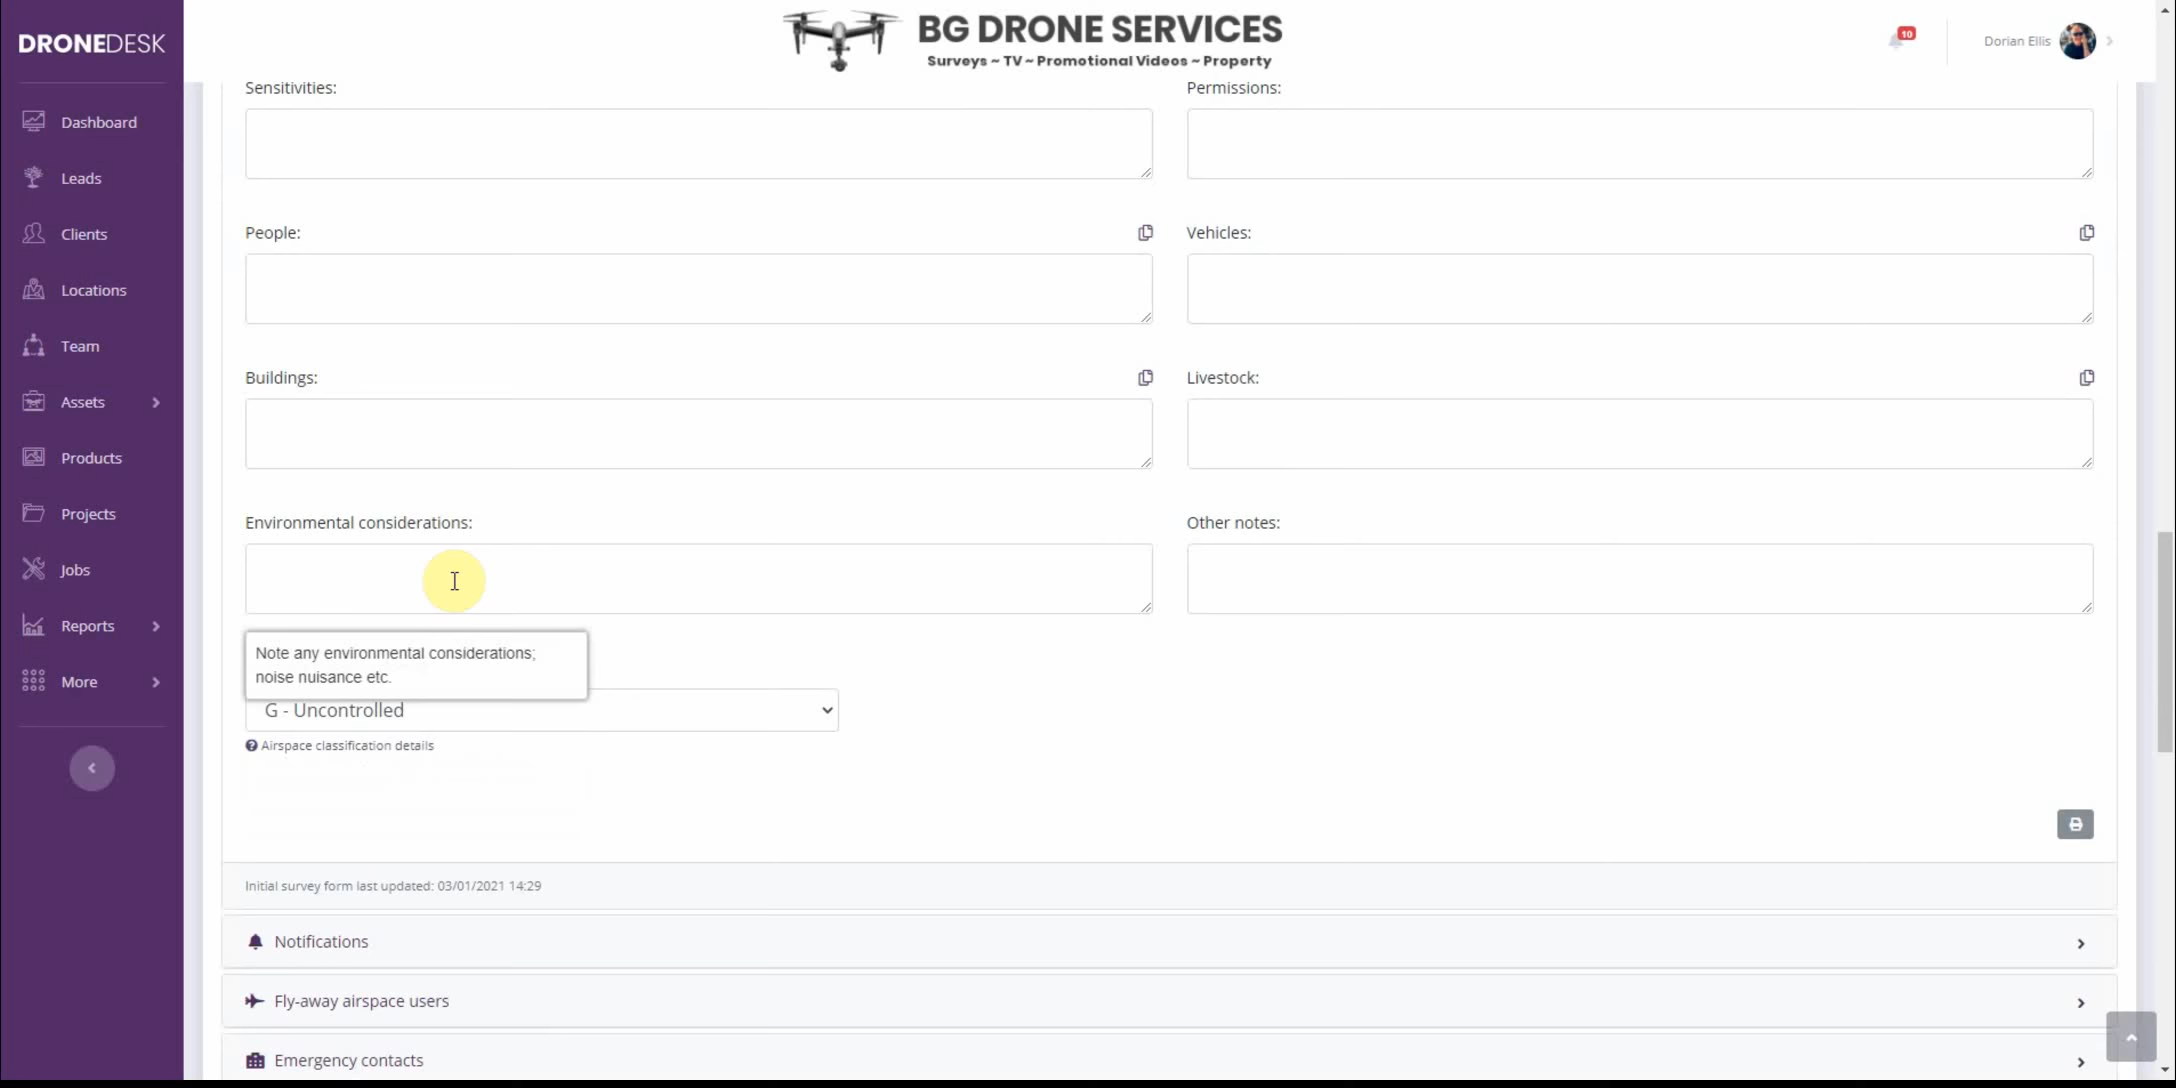 DRONEDESK
BG DRONE SERVICES
Surveys ~ TV ~ Promotional Videos ~ Property
10
Dorian Ellis
Dashboard
Leads
Clients
Locations
Team
Assets
Products
Projects
Jobs
Reports
More
Sensitivities:
Permissions:
People:
Vehicles:
Buildings:
Livestock:
Environmental considerations:
Other notes:
Note any environmental considerations;
noise nuisance etc.
G - Uncontrolled
Airspace classification details
Initial survey form last updated: 03/01/2021 14:29
Notifications
Fly-away airspace users
Emergency contacts